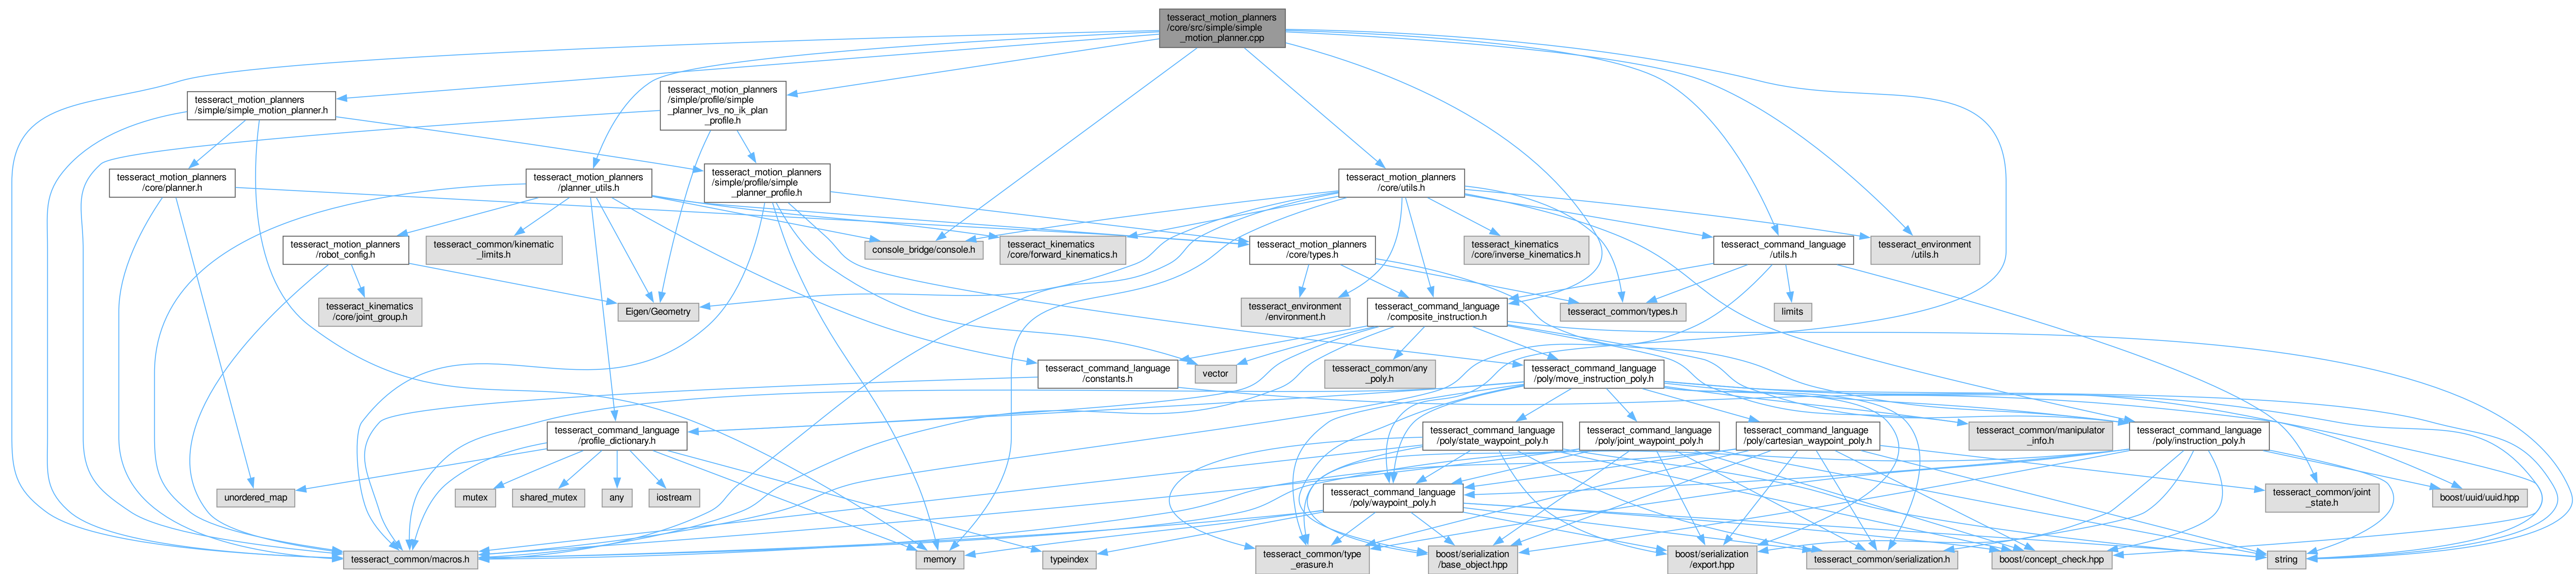 tesseract_motion_planners
/core/src/simple/simple
_motion_planner.cpp
tesseract_motion_planners
/simple/simple_motion_planner.h
tesseract_motion_planners
/simple/profile/simple
_planner_lvs_no_ik_plan
_profile.h
tesseract_motion_planners
/core/planner.h
tesseract_motion_planners
/planner_utils.h
tesseract_motion_planners
/simple/profile/simple
_planner_profile.h
tesseract_motion_planners
/core/utils.h
tesseract_motion_planners
/robot_config.h
tesseract_common/kinematic
_limits.h
console_bridge/console.h
tesseract_kinematics
/core/forward_kinematics.h
tesseract_motion_planners
/core/types.h
tesseract_kinematics
/core/inverse_kinematics.h
tesseract_command_language
/utils.h
tesseract_environment
/utils.h
tesseract_kinematics
/core/joint_group.h
Eigen/Geometry
tesseract_environment
/environment.h
tesseract_command_language
/composite_instruction.h
tesseract_common/types.h
limits
tesseract_command_language
/constants.h
vector
tesseract_common/any
_poly.h
tesseract_command_language
/poly/move_instruction_poly.h
tesseract_command_language
/profile_dictionary.h
tesseract_command_language
/poly/state_waypoint_poly.h
tesseract_command_language
/poly/joint_waypoint_poly.h
tesseract_command_language
/poly/cartesian_waypoint_poly.h
tesseract_common/manipulator
_info.h
tesseract_command_language
/poly/instruction_poly.h
unordered_map
mutex
shared_mutex
any
iostream
tesseract_command_language
/poly/waypoint_poly.h
tesseract_common/joint
_state.h
boost/uuid/uuid.hpp
tesseract_common/macros.h
memory
typeindex
tesseract_common/type
_erasure.h
boost/serialization
/base_object.hpp
boost/serialization
/export.hpp
tesseract_common/serialization.h
boost/concept_check.hpp
string